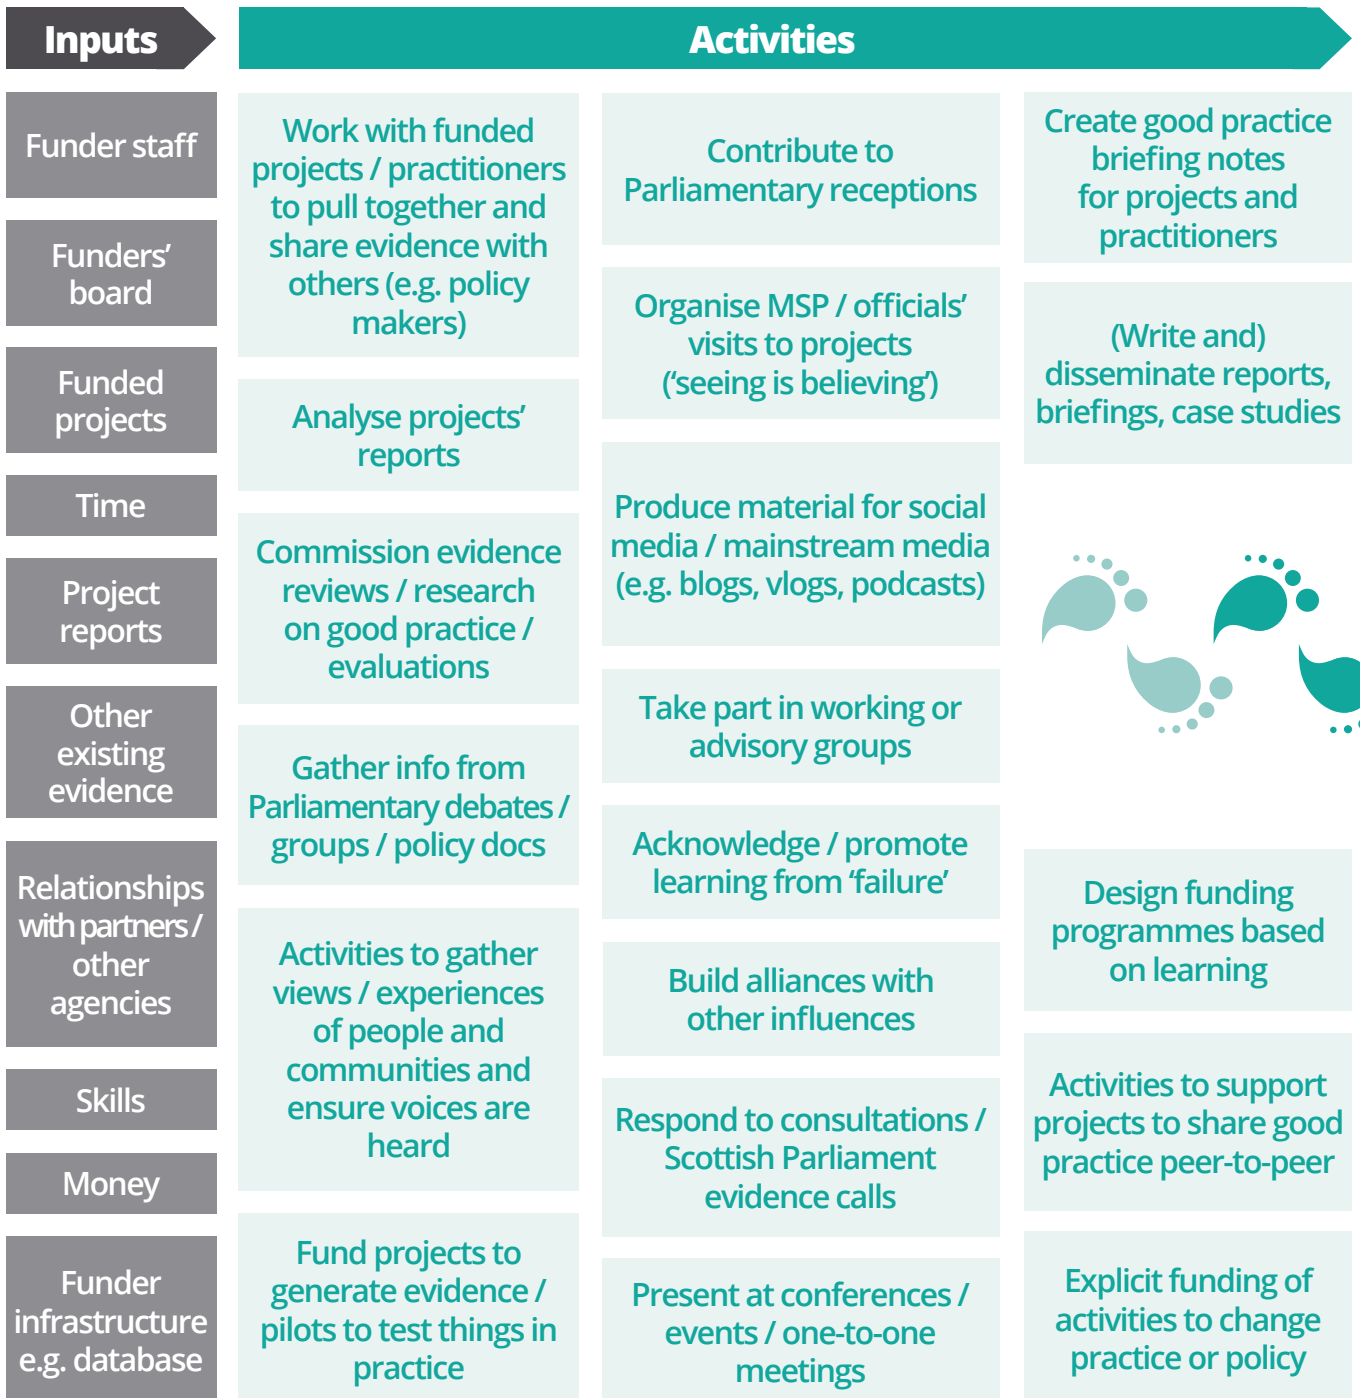 Inputs
Activities
Funder staff
Funders’
board
Funded
projects
Time
Project
reports
Other
existing
evidence
Relationships
with partners /
other
agencies
Skills
Money
Funder
infrastructure
e.g. database
Work with funded
projects / practitioners
to pull together and
share evidence with
others (e.g. policy
makers)
Analyse projects’
reports
Commission evidence
reviews / research
on good practice /
evaluations
Gather info from
Parliamentary debates /
groups / policy docs
Activities to gather
views / experiences
of people and
communities and
ensure voices are
heard
Fund projects to
generate evidence /
pilots to test things in
practice
Contribute to
Parliamentary receptions
Organise MSP / officials’
visits to projects
(‘seeing is believing’)
Produce material for social
media / mainstream media
(e.g. blogs, vlogs, podcasts)
Take part in working or
advisory groups
Acknowledge / promote
learning from ‘failure’
Build alliances with
other influences
Respond to consultations /
Scottish Parliament
evidence calls
Present at conferences /
events / one-to-one
meetings
Create good practice
briefing notes
for projects and
practitioners
(Write and)
disseminate reports,
briefings, case studies
Design funding
programmes based
on learning
Activities to support
projects to share good
practice peer-to-peer
Explicit funding of
activities to change
practice or policy